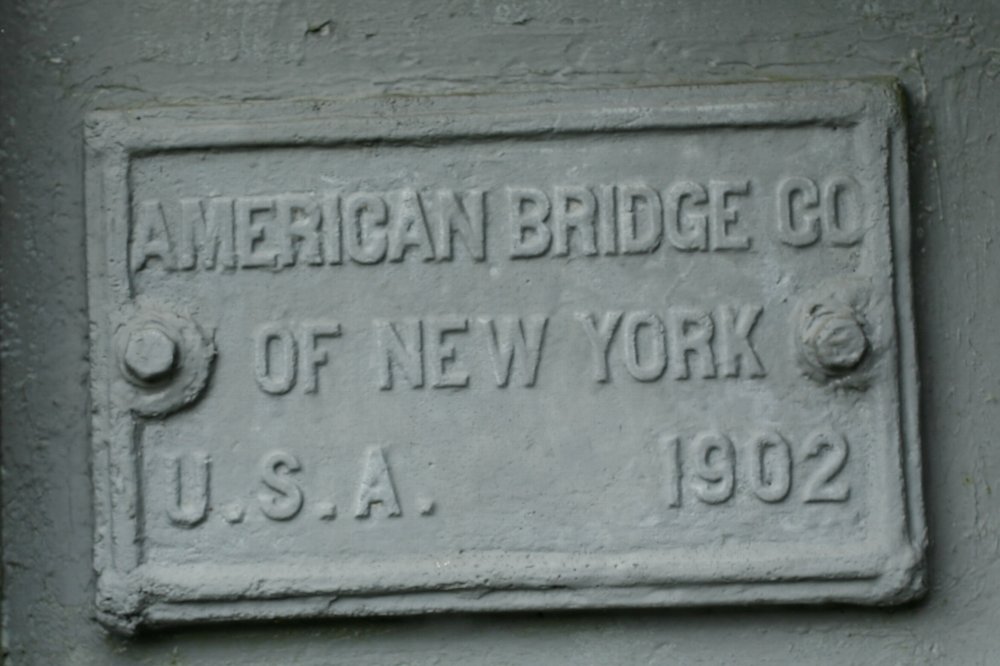 AMERICAN BRIDGE CO
OF NEW YORK
U.S.A. 1902